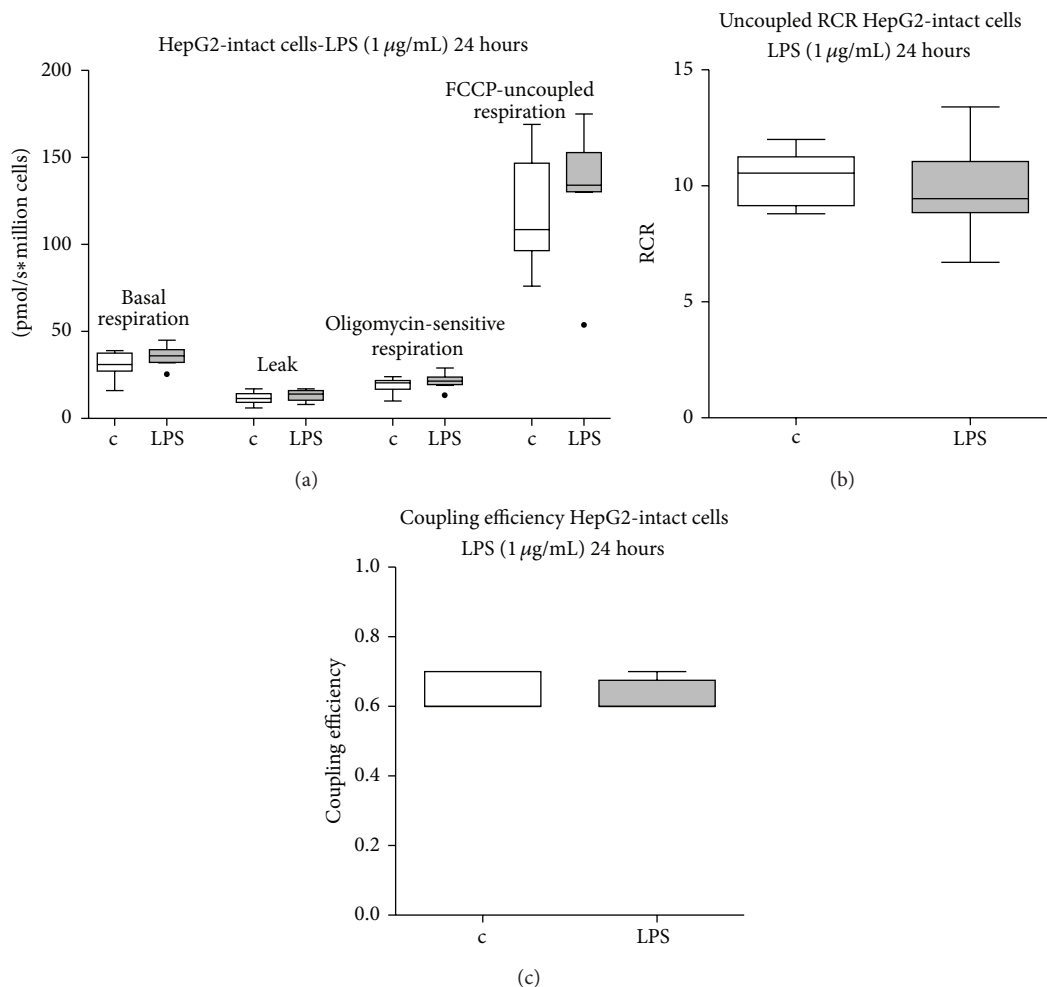 HepG2-intact cells-LPS (1 μg/mL) 24 hours
200
150
100
50
0
(pmol/s∗million cells)
Basal
respiration
Leak
Oligomycin-sensitive
respiration
FCCP-uncoupled
respiration
c LPS c LPS c LPS c LPS
(a)
Uncoupled RCR HepG2-intact cells
LPS (1 μg/mL) 24 hours
15
10
5
0
RCR
c LPS
(b)
Coupling efficiency HepG2-intact cells
LPS (1 μg/mL) 24 hours
1.0
0.8
0.6
0.4
0.2
0.0
Coupling efficiency
c LPS
(c)